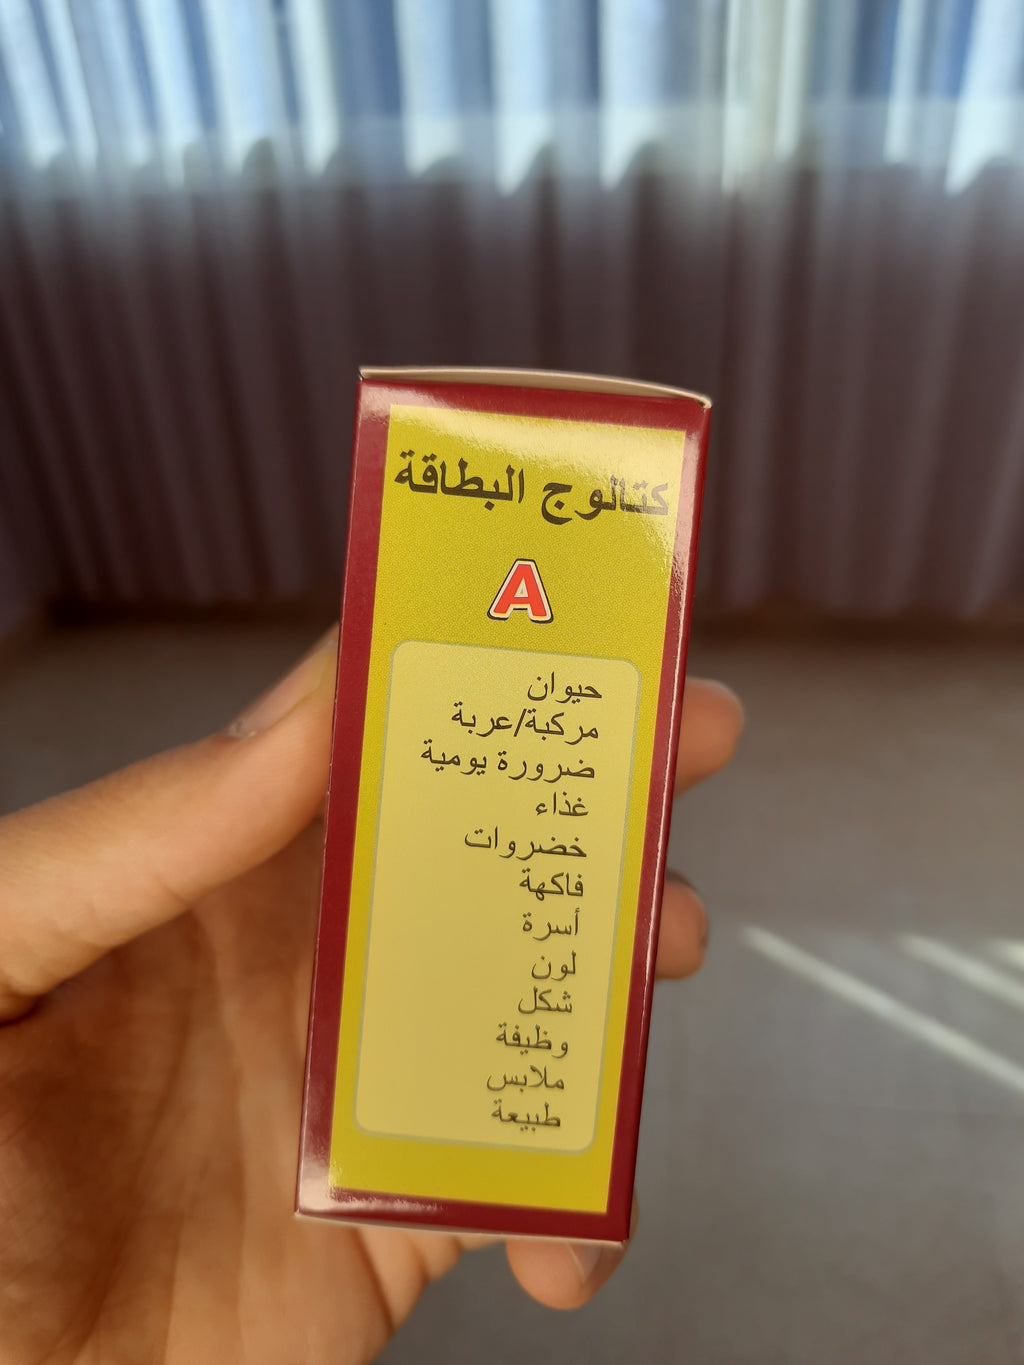 كتالوج البطاقة
A
حيوان
مركبة/عربة
ضرورة يومية
غذاء
خضروات
فاكهة
أسرة
لون
شكل
وظيفة
ملابس
طبيعة